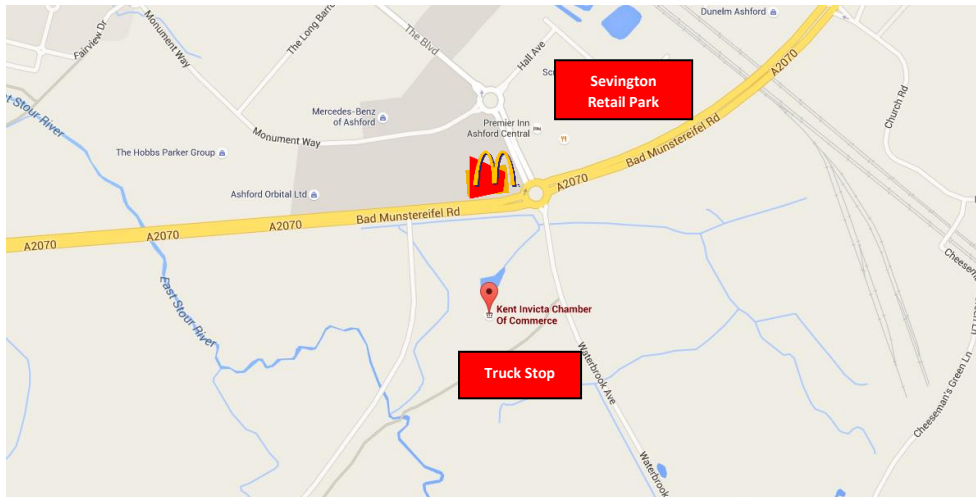 Dunelm Ashford
Fairview Dr
Monument Way
The Long Barr
The Blvd
Hall Ave
Sc
Sevington
Retail Park
A2070
Church Rd
East Stour River
Mercedes-Benz
of Ashford
Premier Inn
Ashford Central
Monument Way
The Hobbs Parker Group
Bad Munstereifel Rd
A2070
Ashford Orbital Ltd
Bad Munstereifel Rd
A2070
A2070
A2070
Cheesema
East Stour River
Kent Invicta Chamber
Of Commerce
Truck Stop
Waterbrook Ave
Cheeseman's Green Ln
Waterbrook